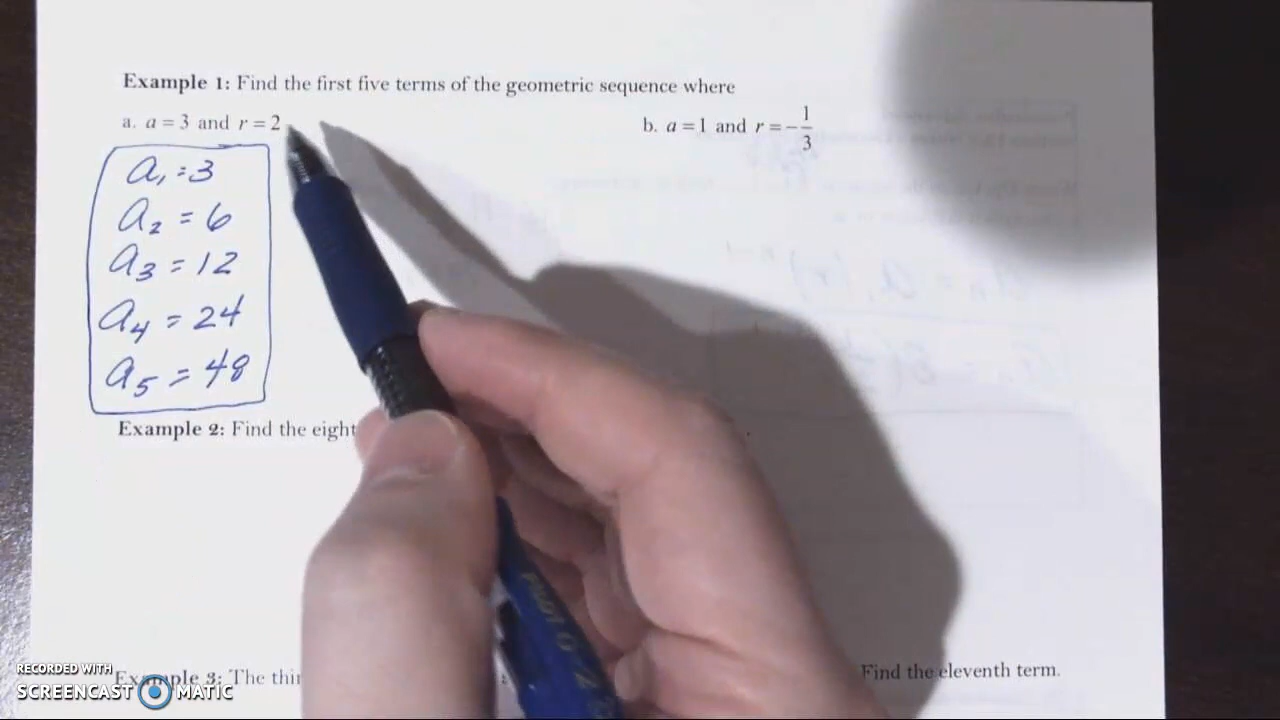 Example 1: Find the first five terms of the geometric sequence where
a. a = 3 and r = 2
b. a = 1 and r = -1/3
a₁ = 3
a₂ = 6
a₃ = 12
a₄ = 24
a₅ = 48
Example 2: Find the eight
Example 3: The thir
Find the eleventh term.
RECORDED WITH
SCREENCAST MATIC